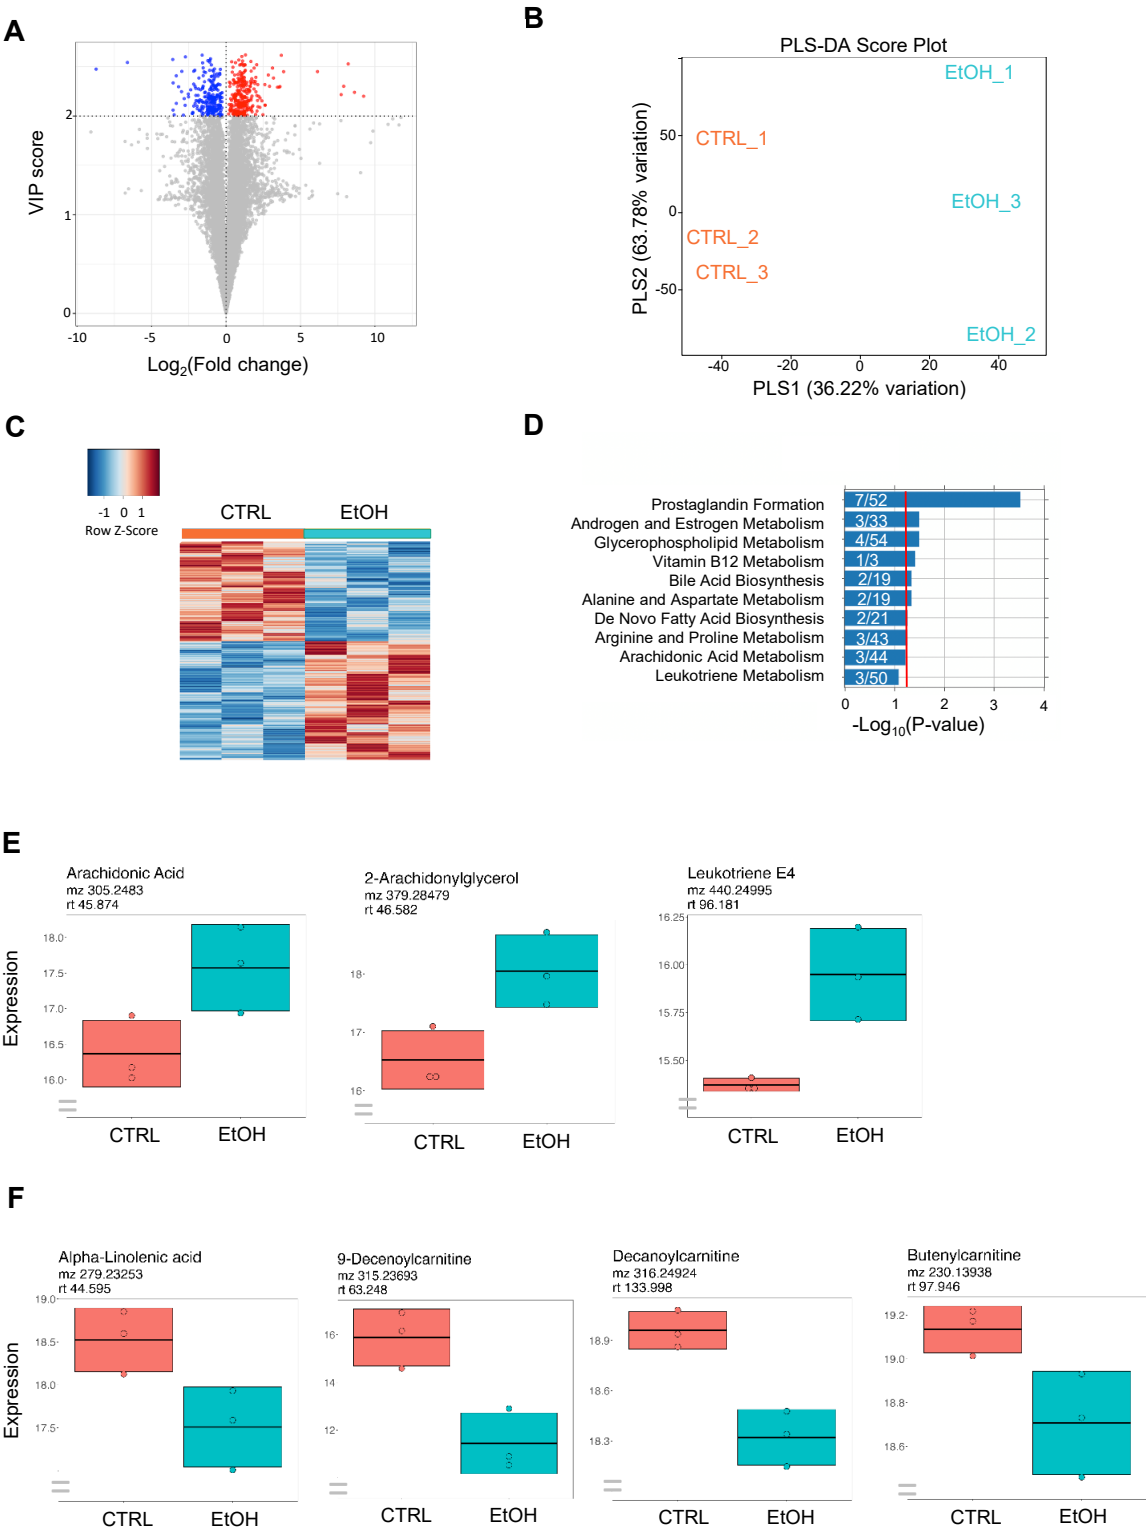 A
2
1
0
VIP score
-10 -5 0 5 10
Log2(Fold change)
B
PLS-DA Score Plot
EtOH_1
CTRL_1
EtOH_3
CTRL_2
CTRL_3
EtOH_2
50
0
-50
PLS2 (63.78% variation)
-40 -20 0 20 40
PLS1 (36.22% variation)
C
-1 0 1
Row Z-Score
CTRL EtOH
D
Prostaglandin Formation 7/52
Androgen and Estrogen Metabolism 3/33
Glycerophospholipid Metabolism 4/54
Vitamin B12 Metabolism 1/3
Bile Acid Biosynthesis 2/19
Alanine and Aspartate Metabolism 2/19
De Novo Fatty Acid Biosynthesis 2/21
Arginine and Proline Metabolism 3/43
Arachidonic Acid Metabolism 3/44
Leukotriene Metabolism 3/50
0 1 2 3 4
-Log10(P-value)
E
Expression
Arachidonic Acid
mz 305.2483
rt 45.874
18.0
17.5
17.0
16.5
16.0
CTRL EtOH
2-Arachidonylglycerol
mz 379.28479
rt 46.582
18
17
16
CTRL EtOH
Leukotriene E4
mz 440.24995
rt 96.181
16.25
16.00
15.75
15.50
CTRL EtOH
F
Expression
Alpha-Linolenic acid
mz 279.23253
rt 44.595
19.0
18.5
18.0
17.5
CTRL EtOH
9-Decenoylcarnitine
mz 315.23693
rt 63.248
16
14
12
CTRL EtOH
Decanoylcarnitine
mz 316.24924
rt 133.998
18.9
18.6
18.3
CTRL EtOH
Butenylcarnitine
mz 230.13938
rt 97.946
19.2
19.0
18.8
18.6
CTRL EtOH